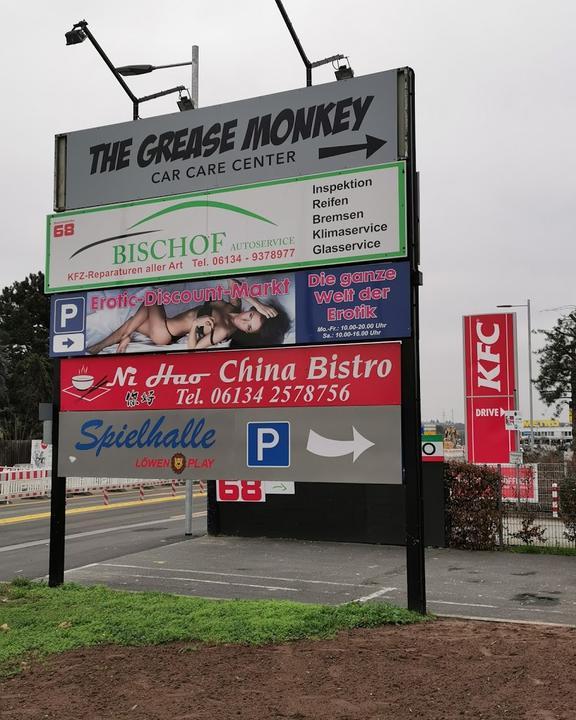 THE GREASE MONKEY
CAR CARE CENTER
68
BISCHOF AUTOSERVICE
KFZ-Reparaturen aller Art Tel. 06134 - 9378977
Inspektion
Reifen
Bremsen
Klimaservice
Glasservice
P
Erotic-Discount-Markt
Die ganze
Welt der
Erotik
Mo.-Fr.: 10.00-20.00 Uhr
Sa.: 10.00-16.00 Uhr
Ni Hao China Bistro
你好 Tel. 06134 2578756
Spielhalle
LÖWEN PLAY
P
68
KFC
DRIVE